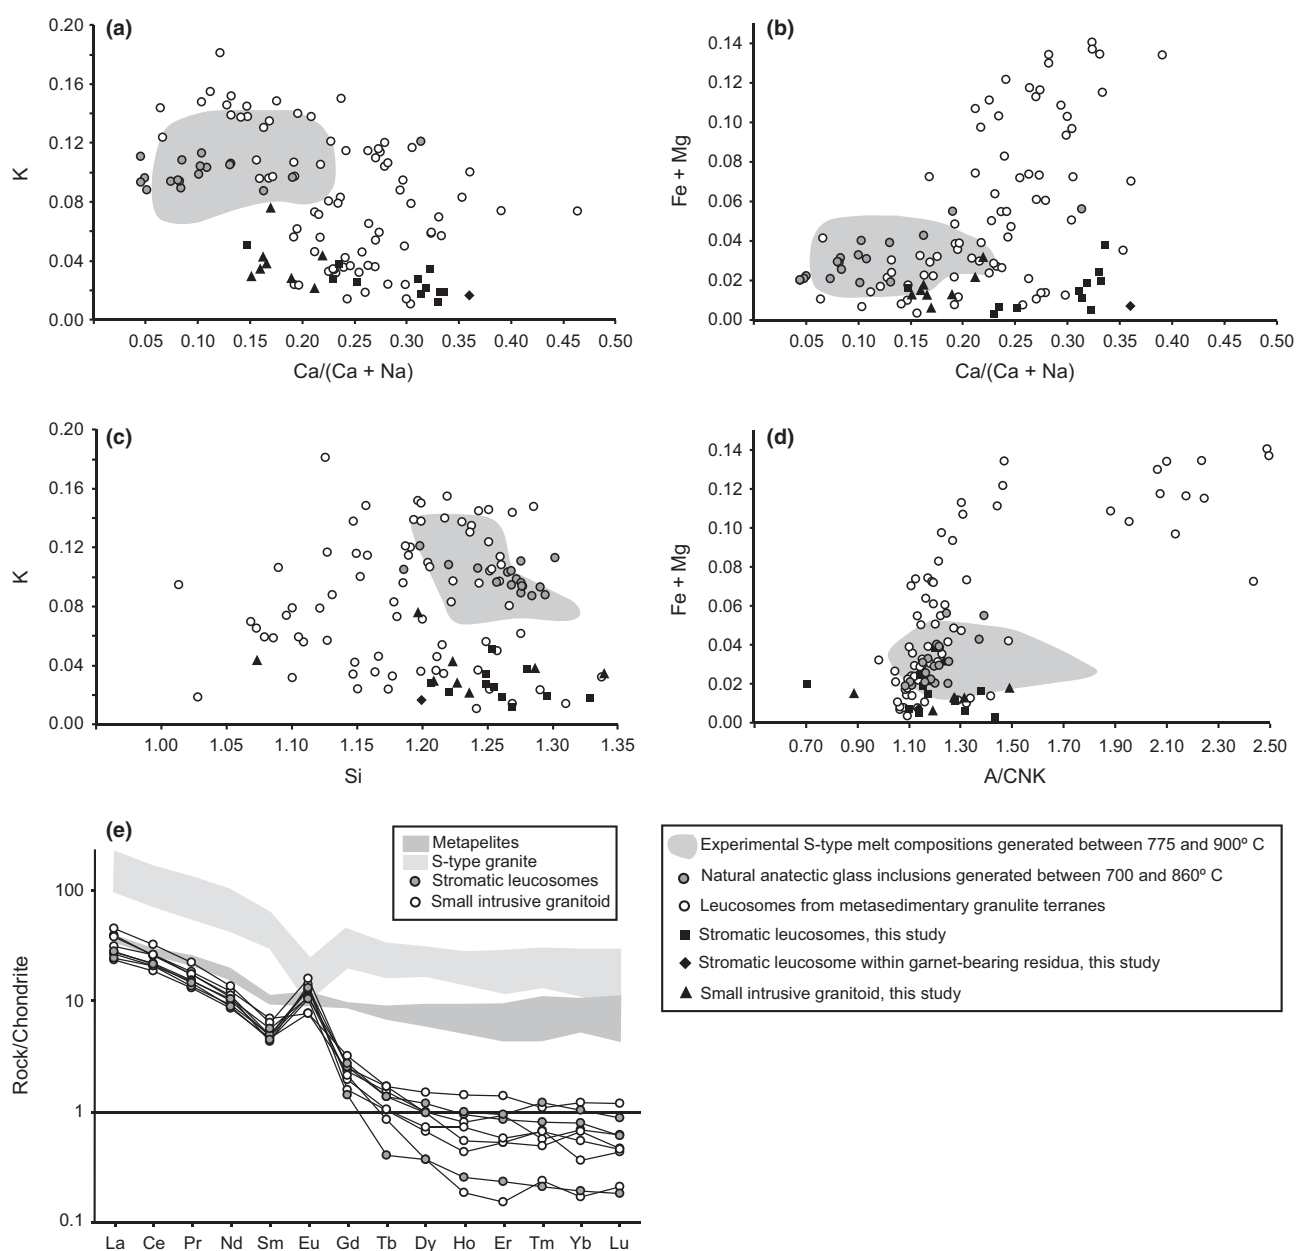 (a)
0.20
0.16
0.12
0.08
0.04
0.00
K
0.05 0.10 0.15 0.20 0.25 0.30 0.35 0.40 0.45 0.50
Ca/(Ca + Na)
(b)
0.14
0.12
0.10
0.08
0.06
0.04
0.02
0.00
Fe + Mg
0.05 0.10 0.15 0.20 0.25 0.30 0.35 0.40 0.45 0.50
Ca/(Ca + Na)
(c)
0.20
0.16
0.12
0.08
0.04
0.00
K
1.00 1.05 1.10 1.15 1.20 1.25 1.30 1.35
Si
(d)
0.14
0.12
0.10
0.08
0.06
0.04
0.02
0.00
Fe + Mg
0.70 0.90 1.10 1.30 1.50 1.90 2.10 2.30 2.50
A/CNK
(e)
100
10
1
0.1
Rock/Chondrite
Metapelites
S-type granite
Stromatic leucosomes
Small intrusive granitoid
La Ce Pr Nd Sm Eu Gd Tb Dy Ho Er Tm Yb Lu
Experimental S-type melt compositions generated between 775 and 900º C
Natural anatectic glass inclusions generated between 700 and 860º C
Leucosomes from metasedimentary granulite terranes
Stromatic leucosomes, this study
Stromatic leucosome within garnet-bearing residua, this study
Small intrusive granitoid, this study